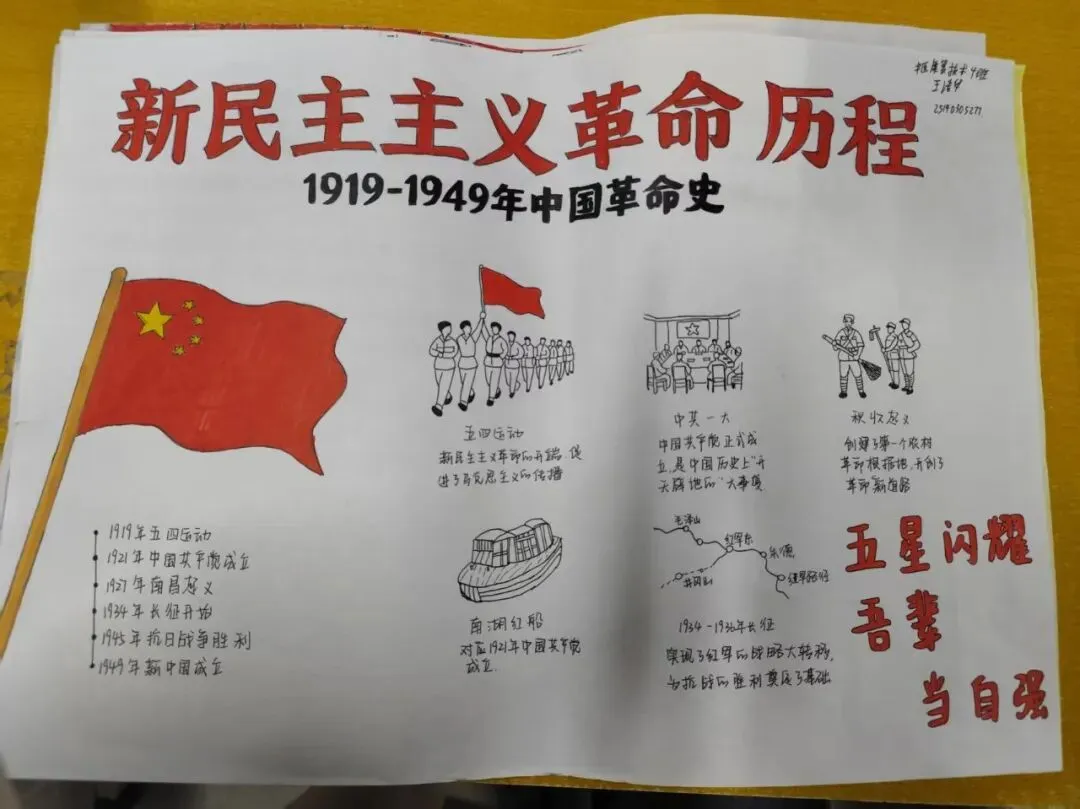 新民主主义革命历程
1919-1949年中国革命史
25140305271
五四运动
新民主主义革命的开端,促
进了马克思主义的传播
中共一大
中国共产党正式成
立,是中国历史上"开
天辟地的"大事变
秋收起义
创建了第一个农村
革命根据地,开创了
革命新道路
1919年五四运动
1921年中国共产党成立
1927年南昌起义
1934年长征开始
1945年抗日战争胜利
1949年新中国成立
南湖红船
对应1921年中国共产党
成立.
井冈山
1934-1936年长征
实现了红军的战略大转移,
为抗战的胜利奠定了基础
五星闪耀
吾辈
当自强